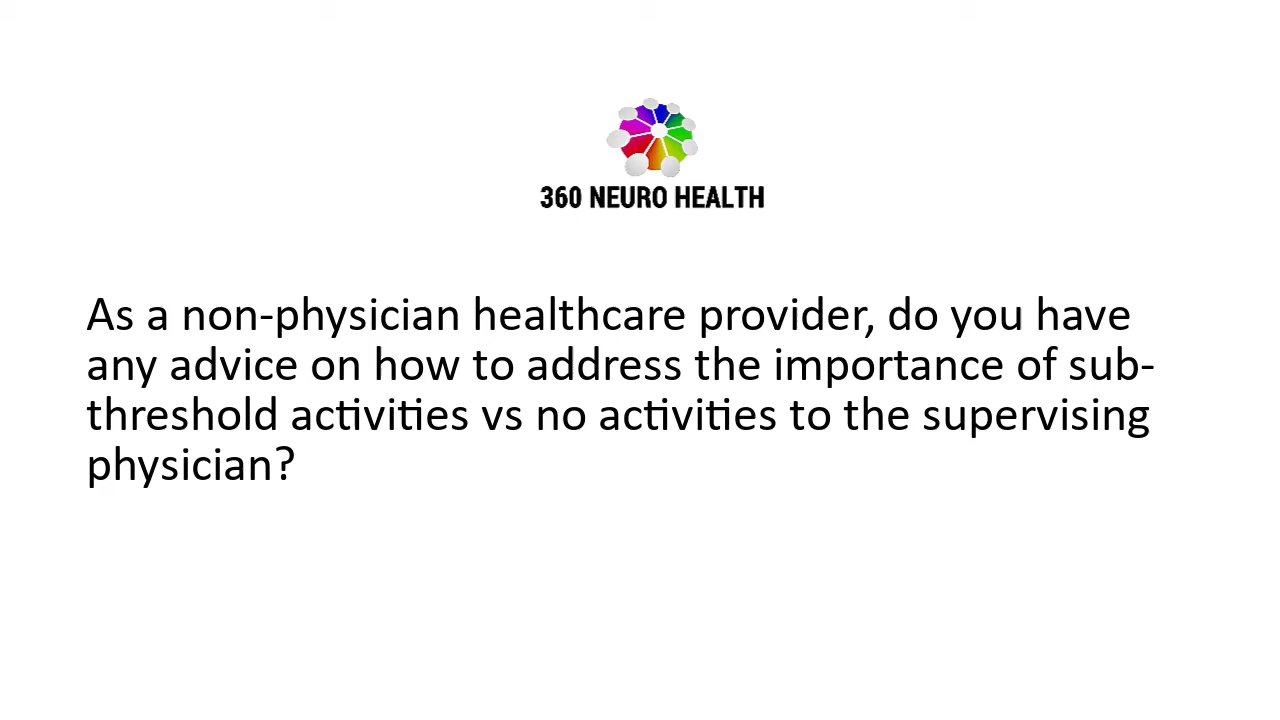 360 NEURO HEALTH
As a non-physician healthcare provider, do you have
any advice on how to address the importance of sub-
threshold activities vs no activities to the supervising
physician?